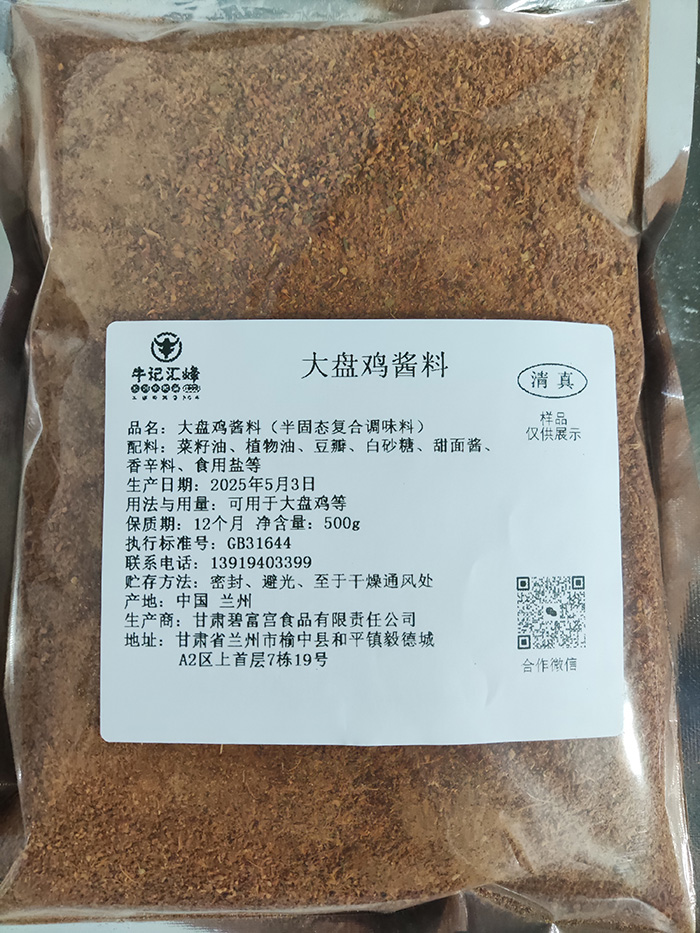 牛记汇蜂
大盘鸡酱料
清真
样品
仅供展示
品名：大盘鸡酱料（半固态复合调味料）
配料：菜籽油、植物油、豆瓣、白砂糖、甜面酱、
香辛料、食用盐等
生产日期：2025年5月3日
用法与用量：可用于大盘鸡等
保质期：12个月 净含量：500g
执行标准号：GB31644
联系电话：13919403399
贮存方法：密封、避光、至于干燥通风处
产地：中国 兰州
生产商：甘肃碧富宫食品有限责任公司
地址：甘肃省兰州市榆中县和平镇毅德城
A2区上首层7栋19号
合作微信